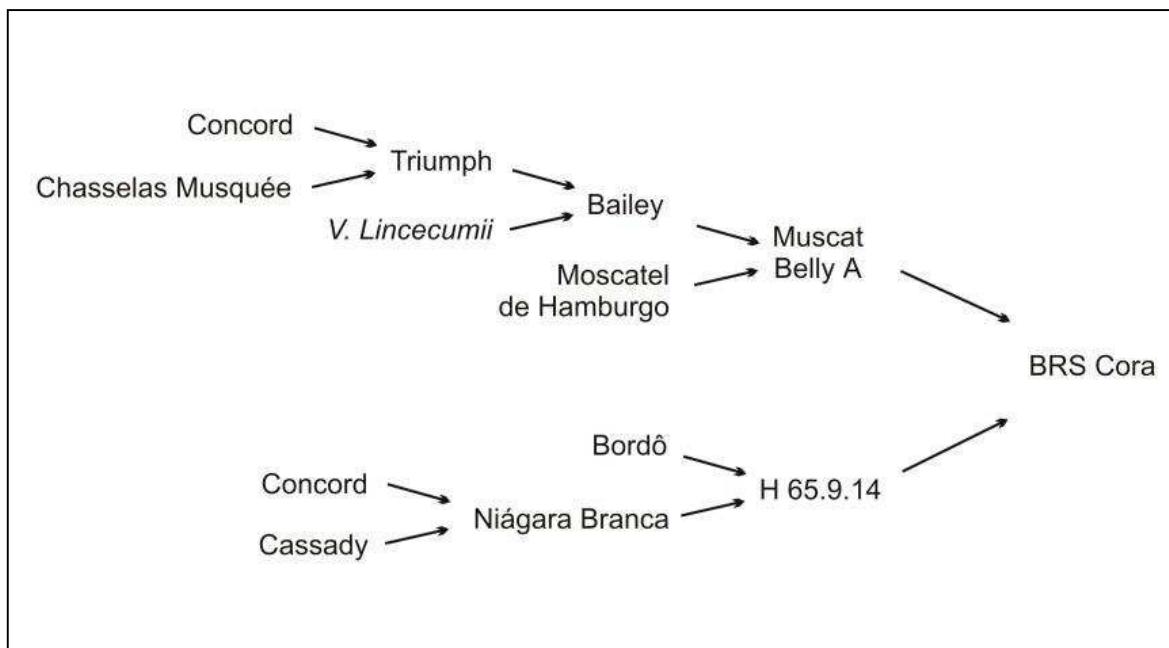 Concord
Triumph
Chasselas Musquée
Bailey
V. Lincecumii
Muscat
Belly A
Moscatel
de Hamburgo
BRS Cora
Bordô
Concord
H 65.9.14
Niágara Branca
Cassady